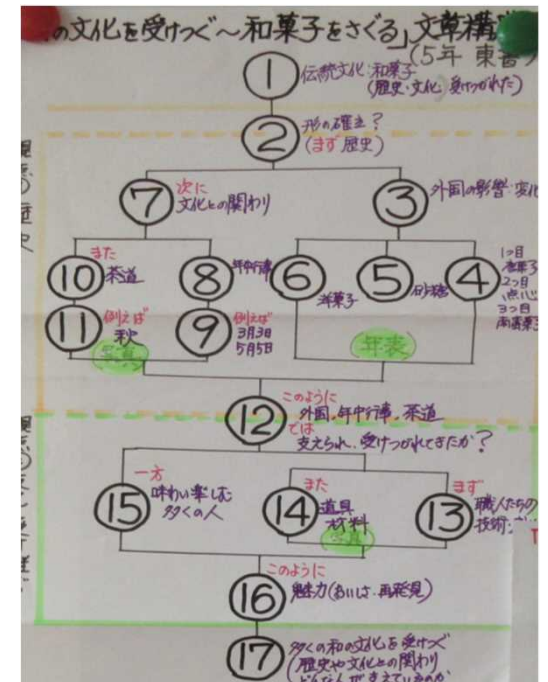 の文化を受けつぐ〜和菓子をさぐる」文章構
(5年 東書)
① 伝統文化:和菓子
(歴史・文化 受けつがれた)
② 形の確立?
(まず 歴史)
⑦ 次に
文化との関わり
③ 外国の影響・変化
⑩ また
茶道
⑧ 年中行事
⑥ 洋菓子
⑤ 砂糖
④ 1つ目
唐菓子
2つ目
点心
3つ目
南蛮菓子
⑪ 例えば
秋
写真
⑨ 例えば
3月3日
5月5日
年表
⑫ このように
外国、年中行事、茶道
では
支えられ、受けつがれてきたか?
⑮ 一方
味わい楽しむ
多くの人
⑭ また
道具
材料
写真
⑬ まず
職人たちの
技術
⑯ このように
魅力(おいしさ・再発見)
⑰ 多くの和の文化を受けつぐ
(歴史や文化との関わり